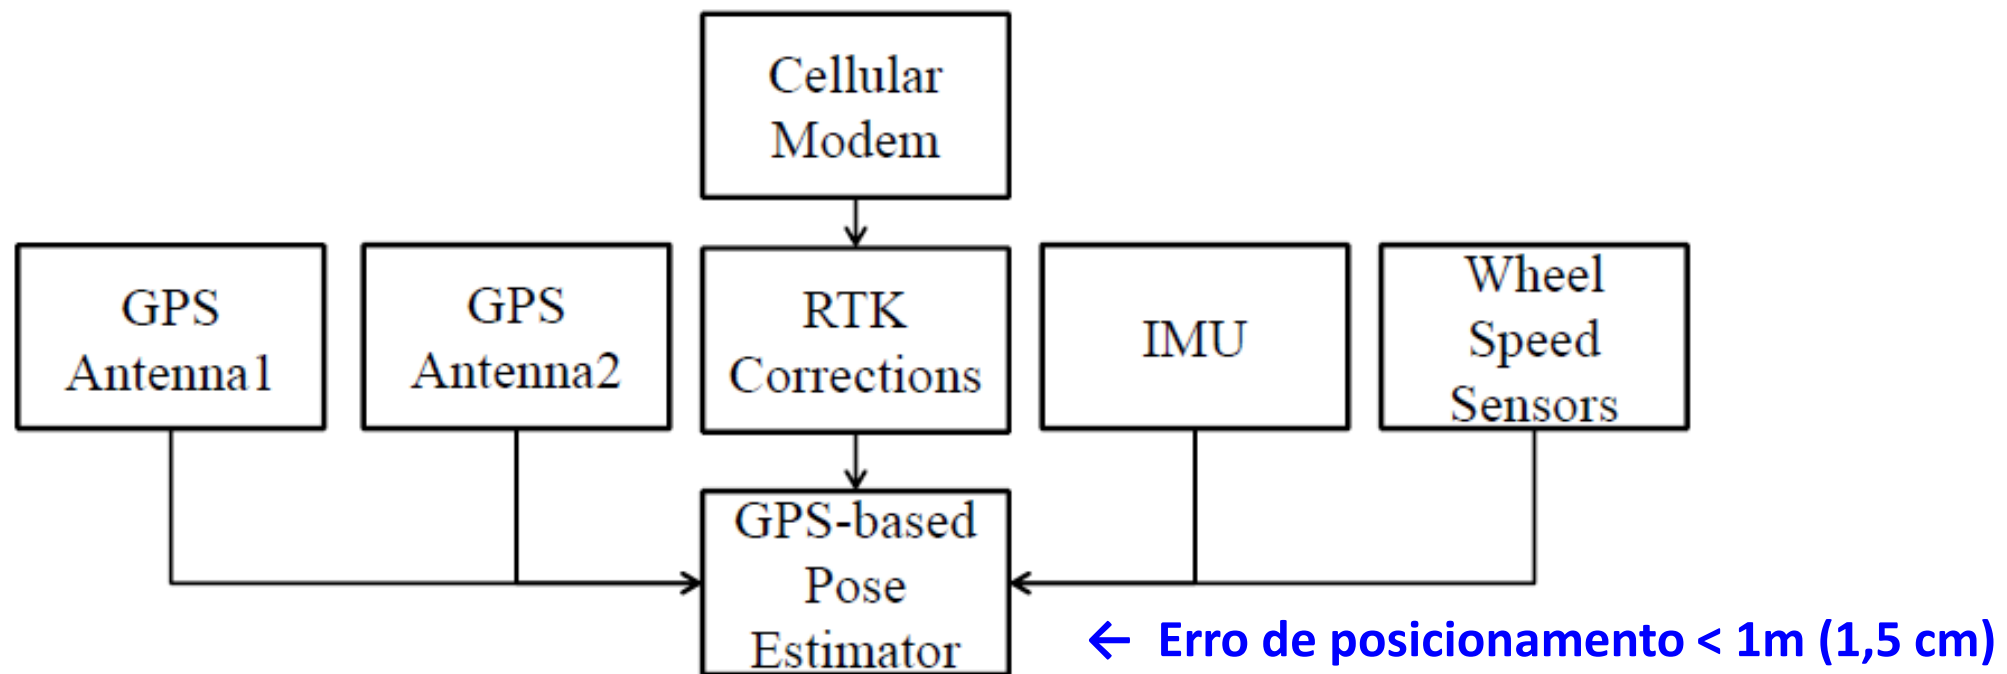 Cellular
Modem
GPS
Antenna1
GPS
Antenna2
RTK
Corrections
IMU
Wheel
Speed
Sensors
GPS-based
Pose
Estimator
← Erro de posicionamento < 1m (1,5 cm)